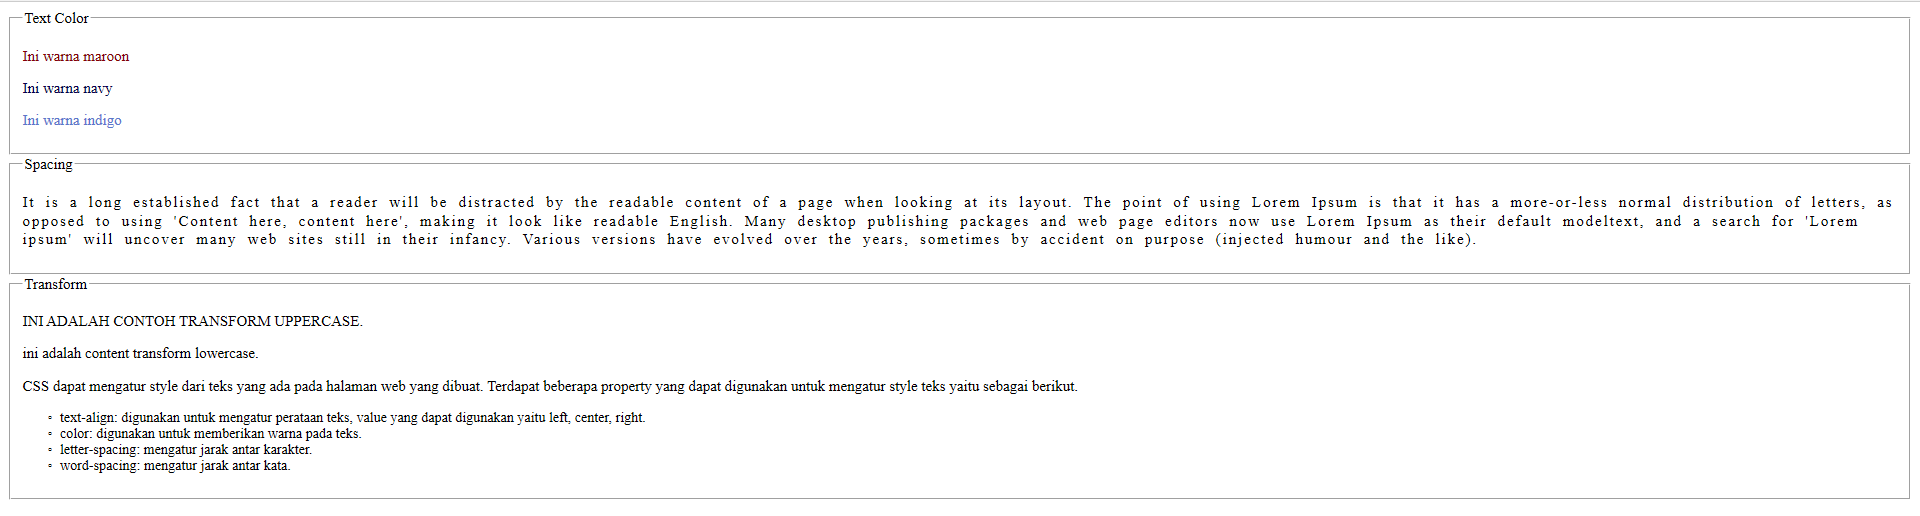 Text Color
Ini warna maroon
Ini warna navy
Ini warna indigo
Spacing
It is a long established fact that a reader will be distracted by the readable content of a page when looking at its layout. The point of using Lorem Ipsum is that it has a more-or-less normal distribution of letters, as
opposed to using 'Content here, content here', making it look like readable English. Many desktop publishing packages and web page editors now use Lorem Ipsum as their default modeltext, and a search for 'Lorem
ipsum' will uncover many web sites still in their infancy. Various versions have evolved over the years, sometimes by accident on purpose (injected humour and the like).
Transform
INI ADALAH CONTOH TRANSFORM UPPERCASE.
ini adalah content transform lowercase.
CSS dapat mengatur style dari teks yang ada pada halaman web yang dibuat. Terdapat beberapa property yang dapat digunakan untuk mengatur style teks yaitu sebagai berikut.
◦ text-align: digunakan untuk mengatur perataan teks, value yang dapat digunakan yaitu left, center, right.
◦ color: digunakan untuk memberikan warna pada teks.
◦ letter-spacing: mengatur jarak antar karakter.
◦ word-spacing: mengatur jarak antar kata.